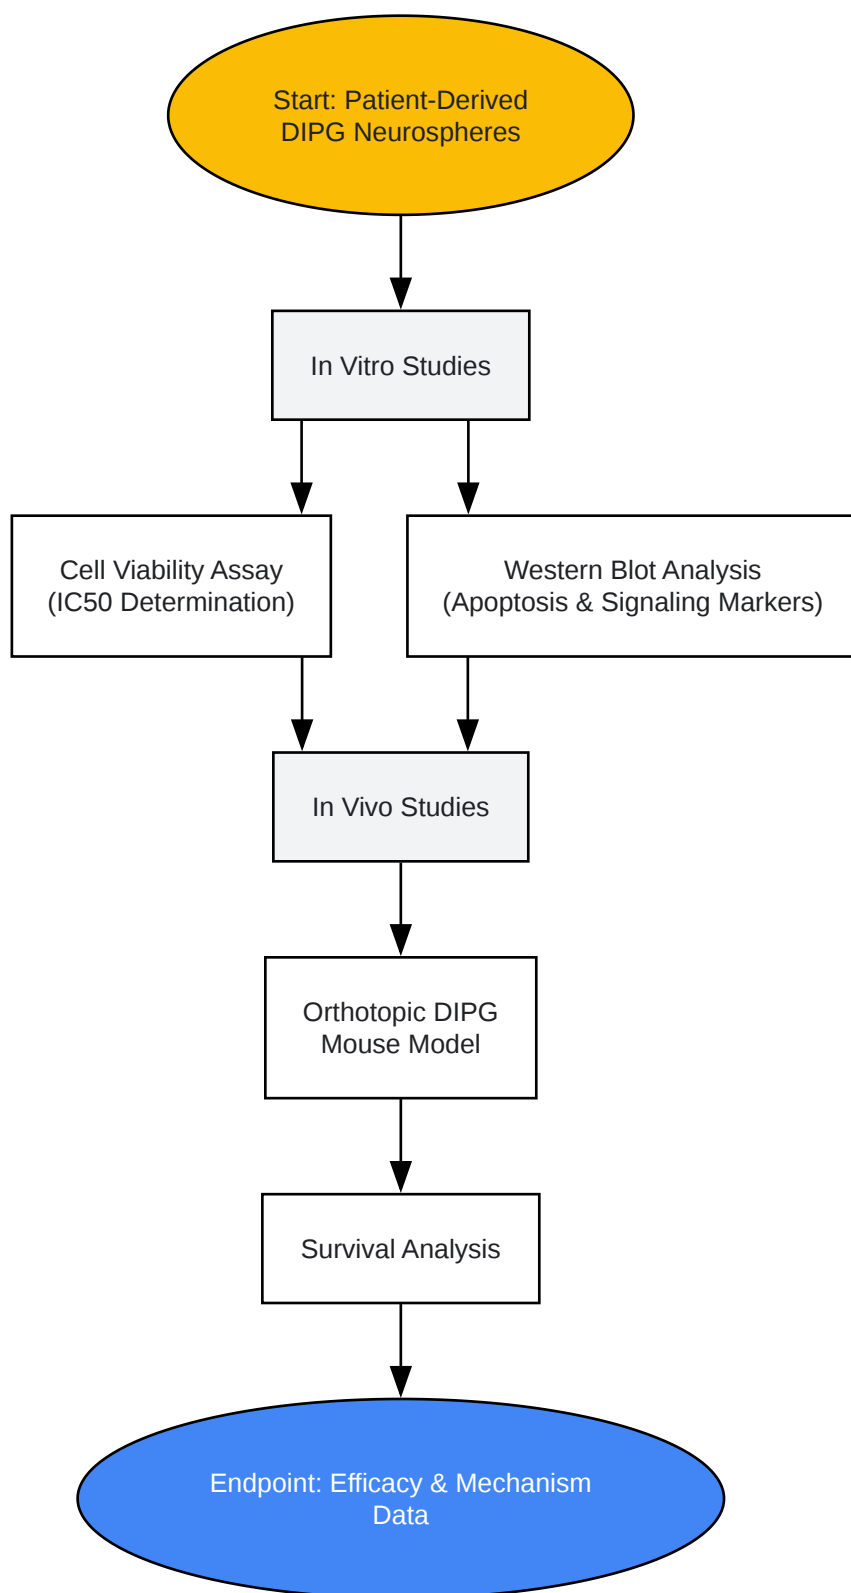 Start: Patient-Derived
DIPG Neurospheres
In Vitro Studies
Cell Viability Assay
(IC50 Determination)
Western Blot Analysis
(Apoptosis & Signaling Markers)
In Vivo Studies
Orthotopic DIPG
Mouse Model
Survival Analysis
Endpoint: Efficacy & Mechanism
Data